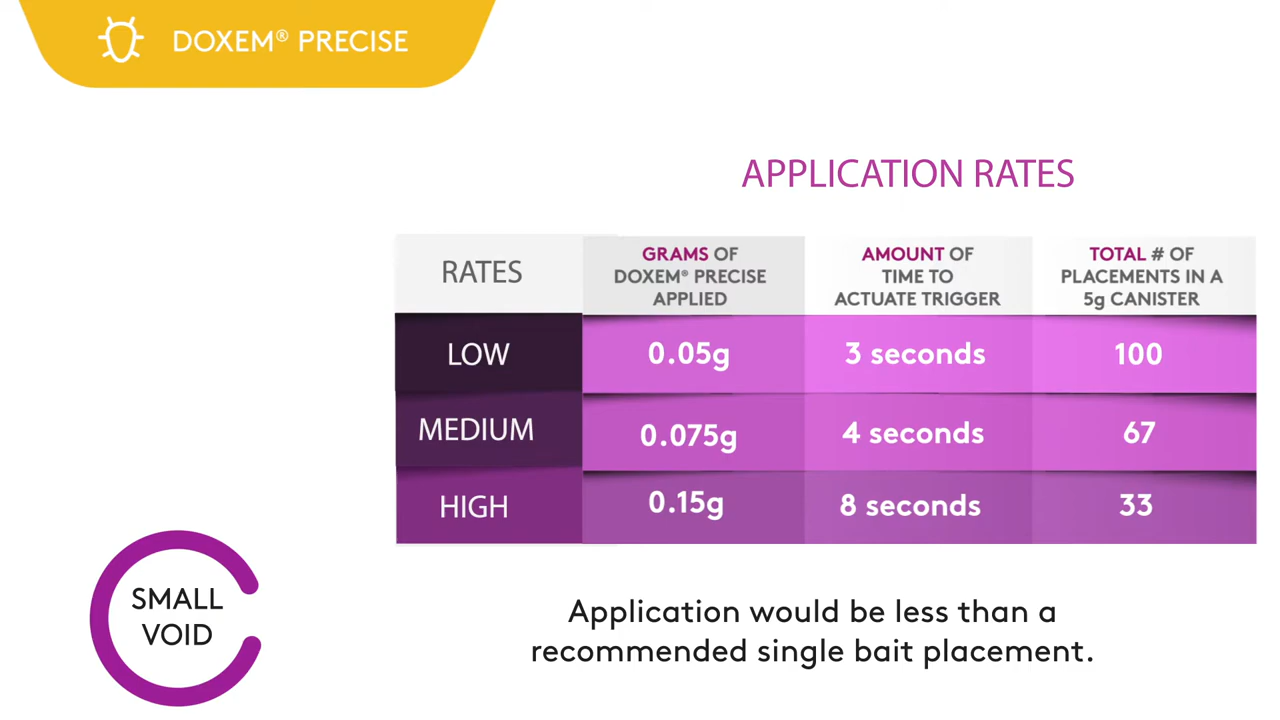 DOXEM® PRECISE
APPLICATION RATES
RATES
GRAMS OF
DOXEM® PRECISE
APPLIED
AMOUNT OF
TIME TO
ACTUATE TRIGGER
TOTAL # OF
PLACEMENTS IN A
5g CANISTER
LOW
0.05g
3 seconds
100
MEDIUM
0.075g
4 seconds
67
HIGH
0.15g
8 seconds
33
SMALL
VOID
Application would be less than a
recommended single bait placement.